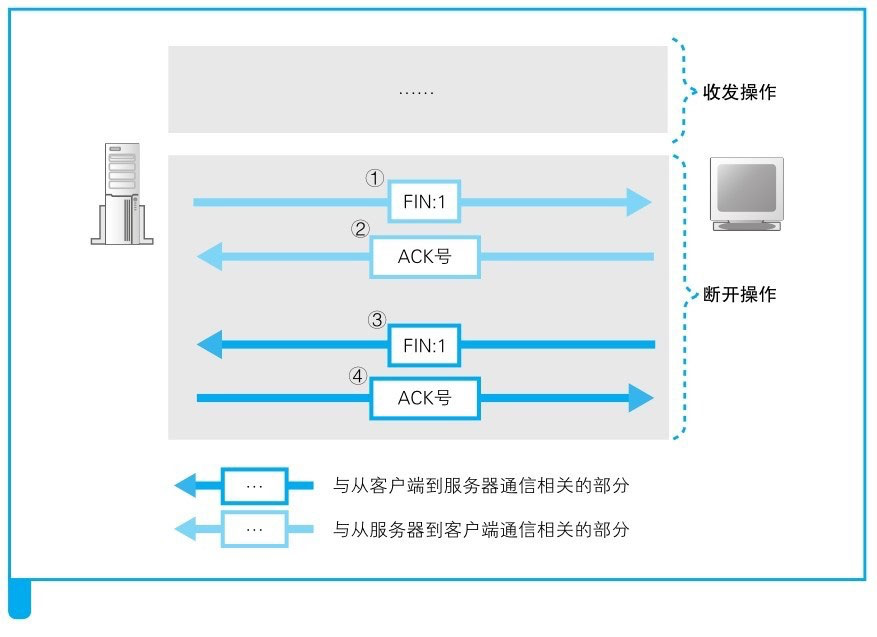 ……
收发操作
①
FIN:1
②
ACK号
断开操作
③
FIN:1
④
ACK号
… 与从客户端到服务器通信相关的部分
… 与从服务器到客户端通信相关的部分